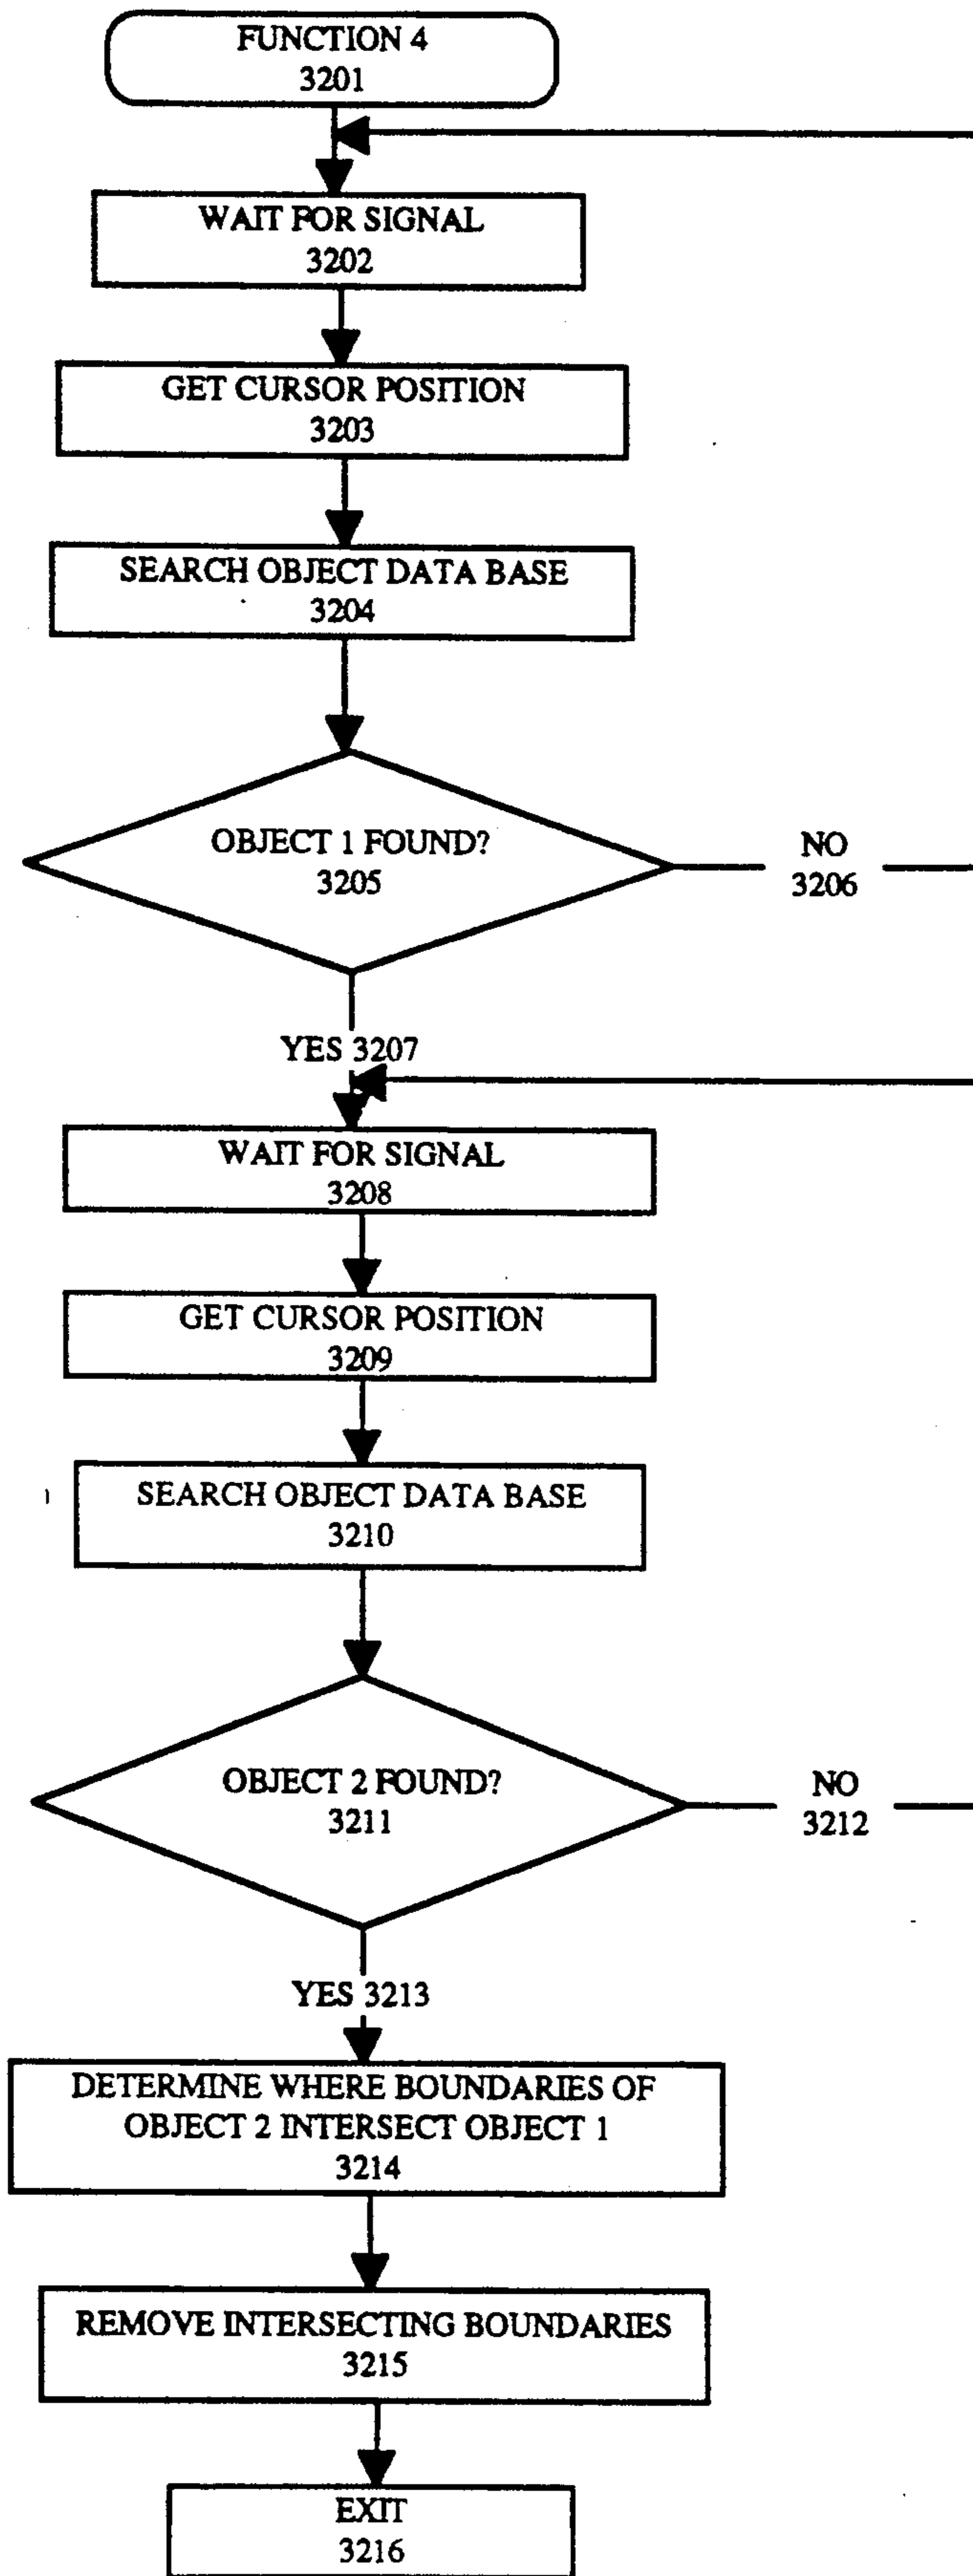 FUNCTION 4
3201
WAIT FOR SIGNAL
3202
GET CURSOR POSITION
3203
SEARCH OBJECT DATA BASE
3204
OBJECT 1 FOUND?
3205
NO
3206
YES 3207
WAIT FOR SIGNAL
3208
GET CURSOR POSITION
3209
SEARCH OBJECT DATA BASE
3210
OBJECT 2 FOUND?
3211
NO
3212
YES 3213
DETERMINE WHERE BOUNDARIES OF
OBJECT 2 INTERSECT OBJECT 1
3214
REMOVE INTERSECTING BOUNDARIES
3215
EXIT
3216